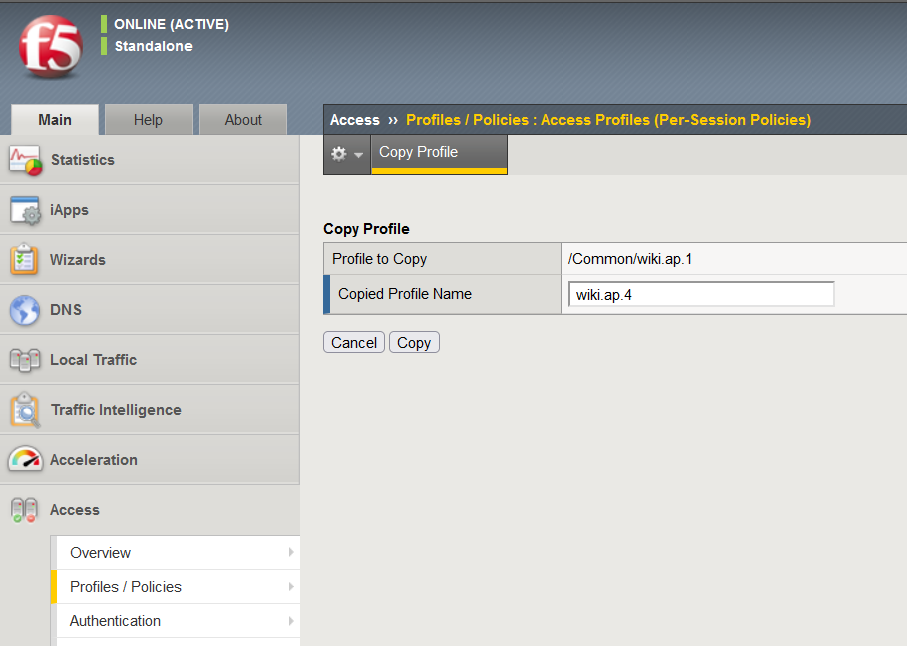 f5
ONLINE (ACTIVE)
Standalone
Main
Help
About
Access ›› Profiles / Policies : Access Profiles (Per-Session Policies)
Copy Profile
Statistics
iApps
Wizards
DNS
Local Traffic
Traffic Intelligence
Acceleration
Access
Overview
Profiles / Policies
Authentication
Copy Profile
Profile to Copy
/Common/wiki.ap.1
Copied Profile Name
wiki.ap.4
Cancel
Copy